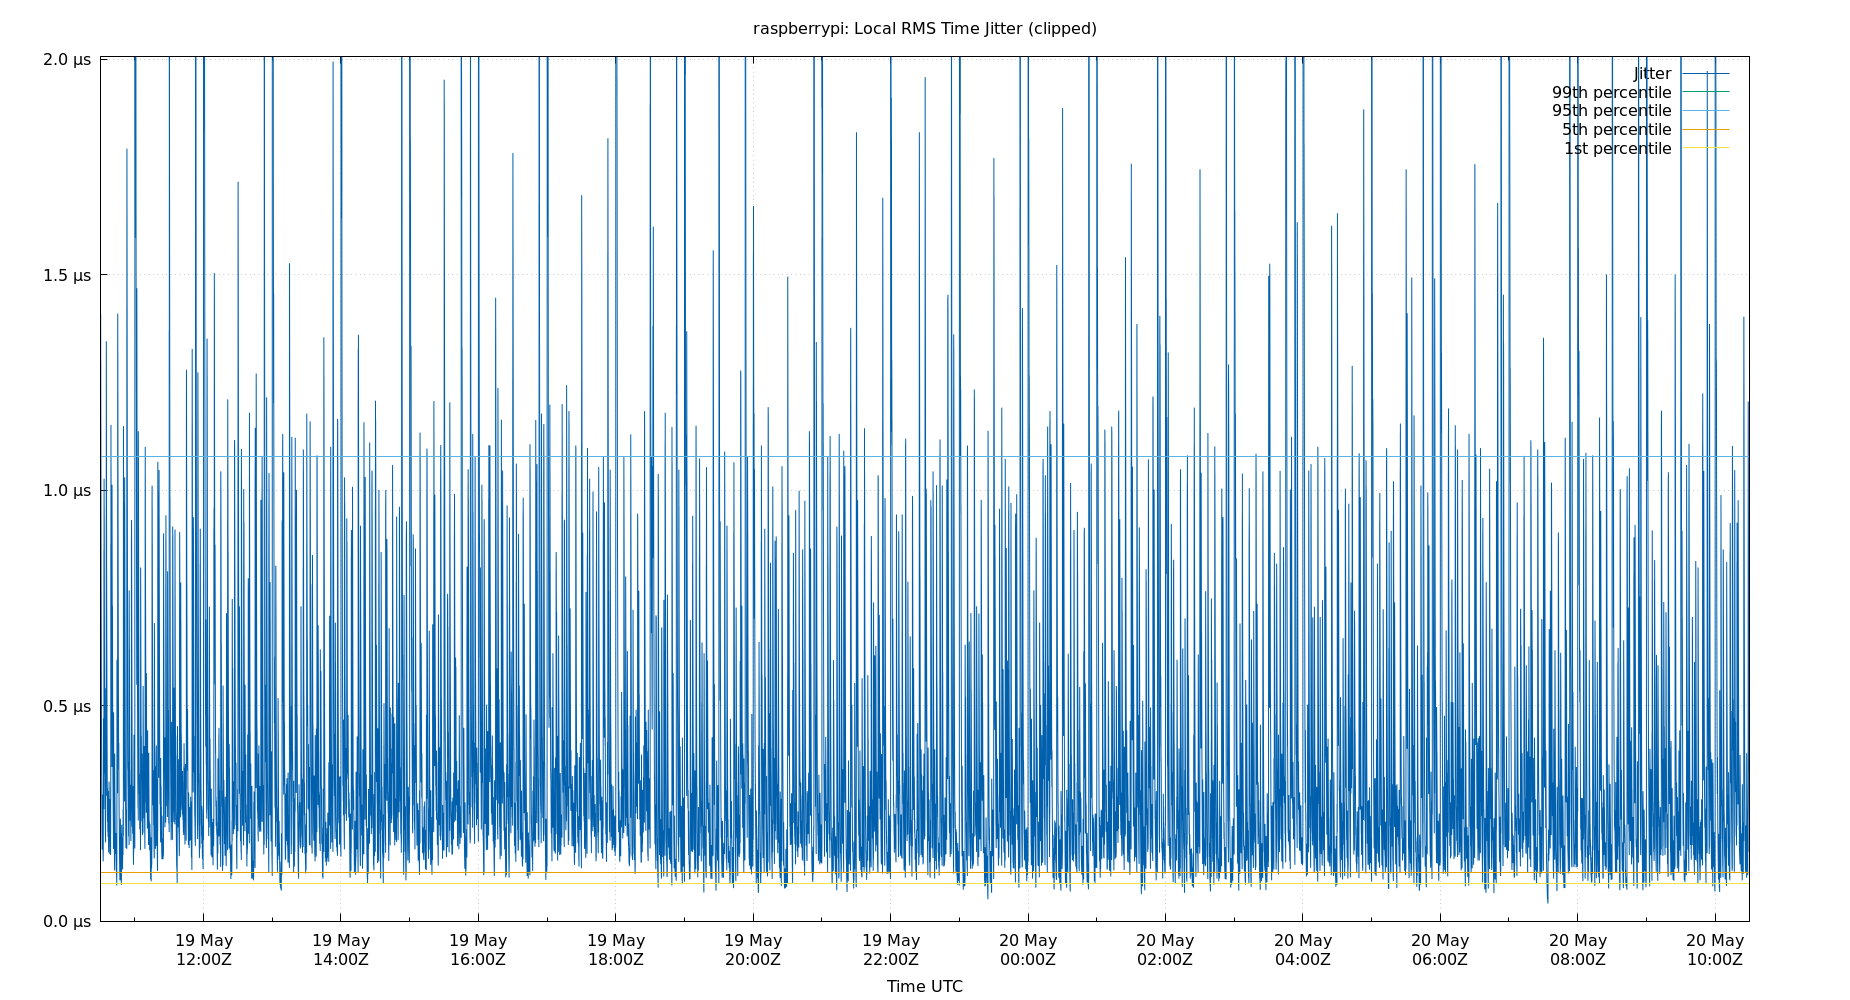 raspberrypi: Local RMS Time Jitter (clipped)
2.0 µs
1.5 µs
1.0 µs
0.5 µs
0.0 µs
Jitter
99th percentile
95th percentile
5th percentile
1st percentile
19 May 19 May 19 May 19 May 19 May 19 May 20 May 20 May 20 May 20 May 20 May 20 May
12:00Z 14:00Z 16:00Z 18:00Z 20:00Z 22:00Z 00:00Z 02:00Z 04:00Z 06:00Z 08:00Z 10:00Z
Time UTC